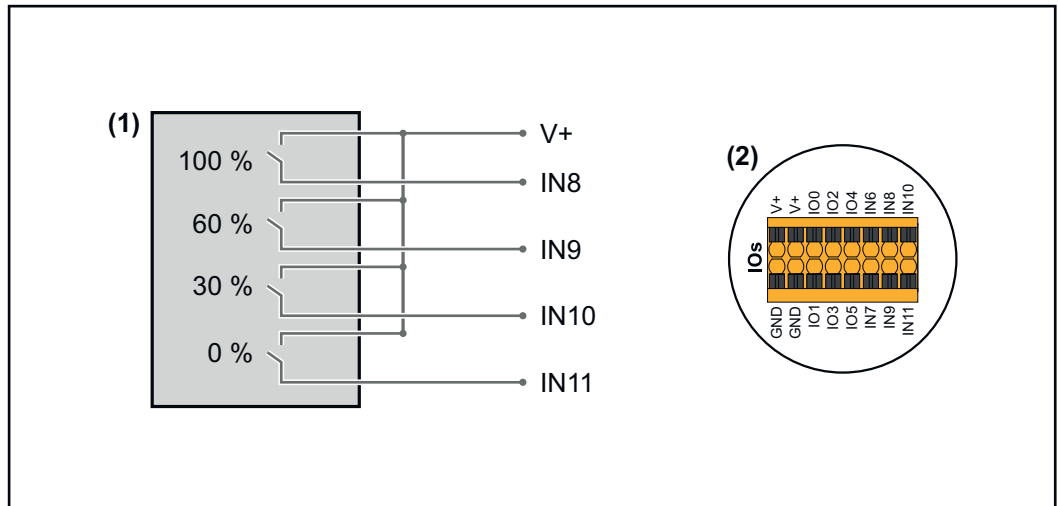 (1)
100 %
60 %
30 %
0 %
V+
IN8
IN9
IN10
IN11
(2)
IOs
V+
V+
IO0
IO2
IO4
IN6
IN8
IN10
GND
GND
IO1
IO3
IO5
IN7
IN9
IN11